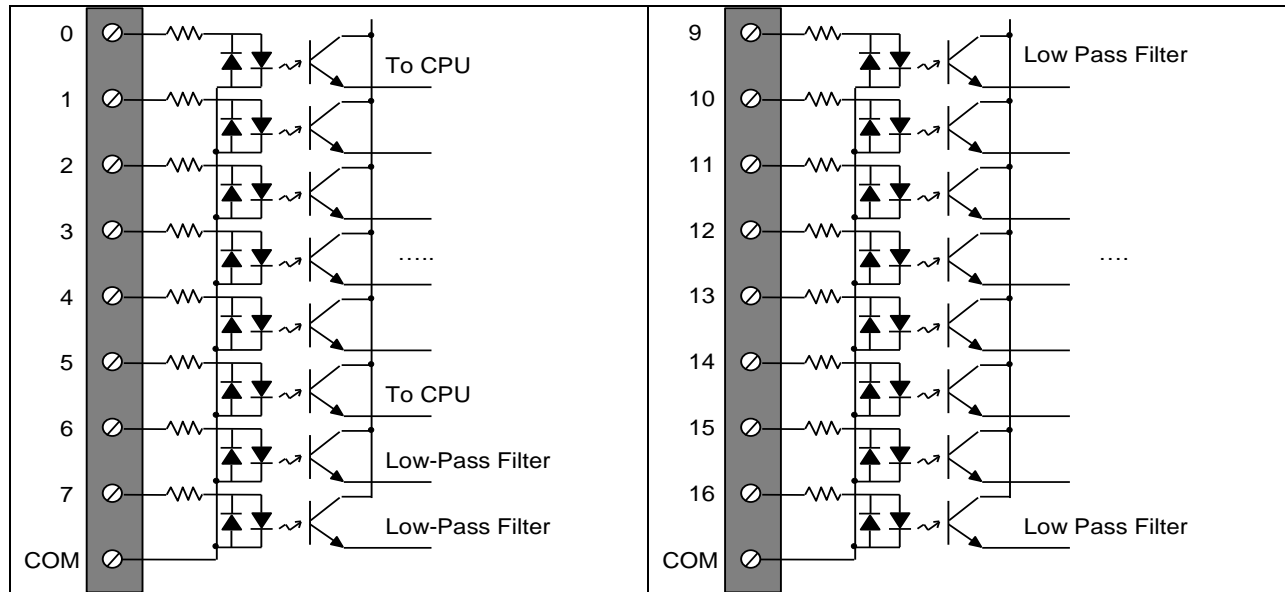 0
To CPU
1
2
3
.....
4
5
To CPU
6
Low-Pass Filter
7
Low-Pass Filter
COM
9
Low Pass Filter
10
11
12
....
13
14
15
16
Low Pass Filter
COM